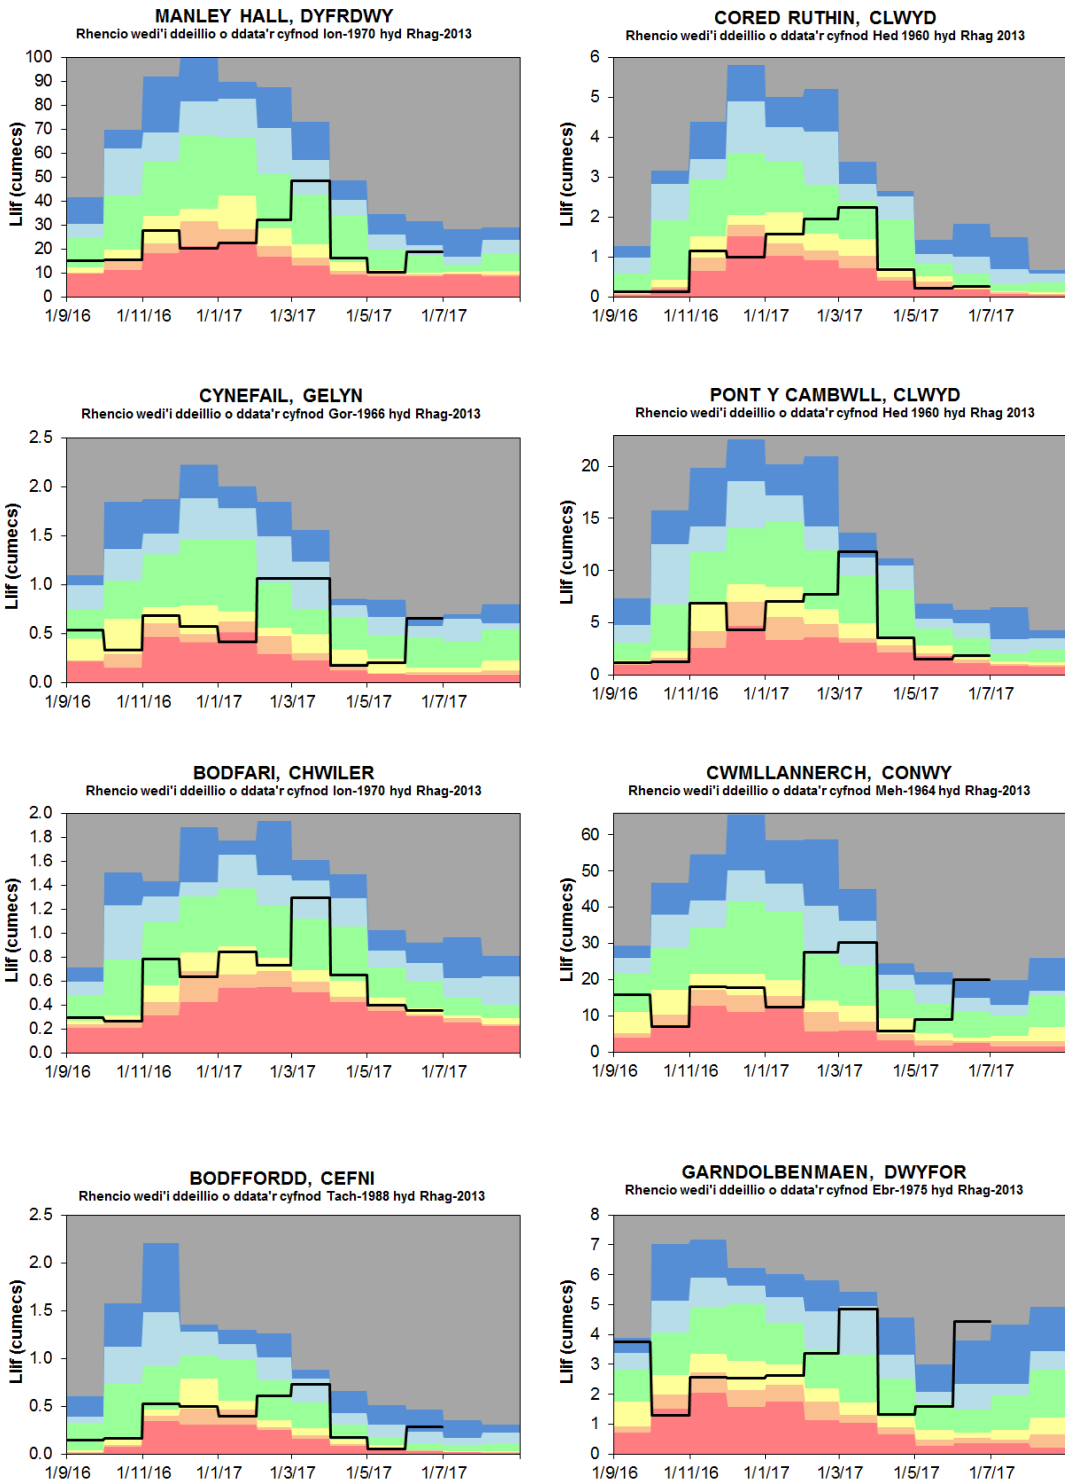 MANLEY HALL, DYFRDWY
Rhencio wedi'i ddeillio o ddata'r cyfnod Ion-1970 hyd Rhag-2013
Llif (cumecs)
100
90
80
70
60
50
40
30
20
10
0
1/9/16 1/11/16 1/1/17 1/3/17 1/5/17 1/7/17
CORED RUTHIN, CLWYD
Rhencio wedi'i ddeillio o ddata'r cyfnod Hed 1960 hyd Rhag 2013
Llif (cumecs)
6
5
4
3
2
1
0
1/9/16 1/11/16 1/1/17 1/3/17 1/5/17 1/7/17
CYNEFAIL, GELYN
Rhencio wedi'i ddeillio o ddata'r cyfnod Gor-1966 hyd Rhag-2013
Llif (cumecs)
2.5
2.0
1.5
1.0
0.5
0.0
1/9/16 1/11/16 1/1/17 1/3/17 1/5/17 1/7/17
PONT Y CAMBWLL, CLWYD
Rhencio wedi'i ddeillio o ddata'r cyfnod Hed 1960 hyd Rhag 2013
Llif (cumecs)
20
15
10
5
0
1/9/16 1/11/16 1/1/17 1/3/17 1/5/17 1/7/17
BODFARI, CHWILER
Rhencio wedi'i ddeillio o ddata'r cyfnod Ion-1970 hyd Rhag-2013
Llif (cumecs)
2.0
1.8
1.6
1.4
1.2
1.0
0.8
0.6
0.4
0.2
0.0
1/9/16 1/11/16 1/1/17 1/3/17 1/5/17 1/7/17
CWMLLANNERCH, CONWY
Rhencio wedi'i ddeillio o ddata'r cyfnod Meh-1964 hyd Rhag-2013
Llif (cumecs)
60
50
40
30
20
10
0
1/9/16 1/11/16 1/1/17 1/3/17 1/5/17 1/7/17
BODFFORDD, CEFNI
Rhencio wedi'i ddeillio o ddata'r cyfnod Tach-1988 hyd Rhag-2013
Llif (cumecs)
2.5
2.0
1.5
1.0
0.5
0.0
1/9/16 1/11/16 1/1/17 1/3/17 1/5/17 1/7/17
GARNDOLBENMAEN, DWYFOR
Rhencio wedi'i ddeillio o ddata'r cyfnod Ebr-1975 hyd Rhag-2013
Llif (cumecs)
8
7
6
5
4
3
2
1
0
1/9/16 1/11/16 1/1/17 1/3/17 1/5/17 1/7/17